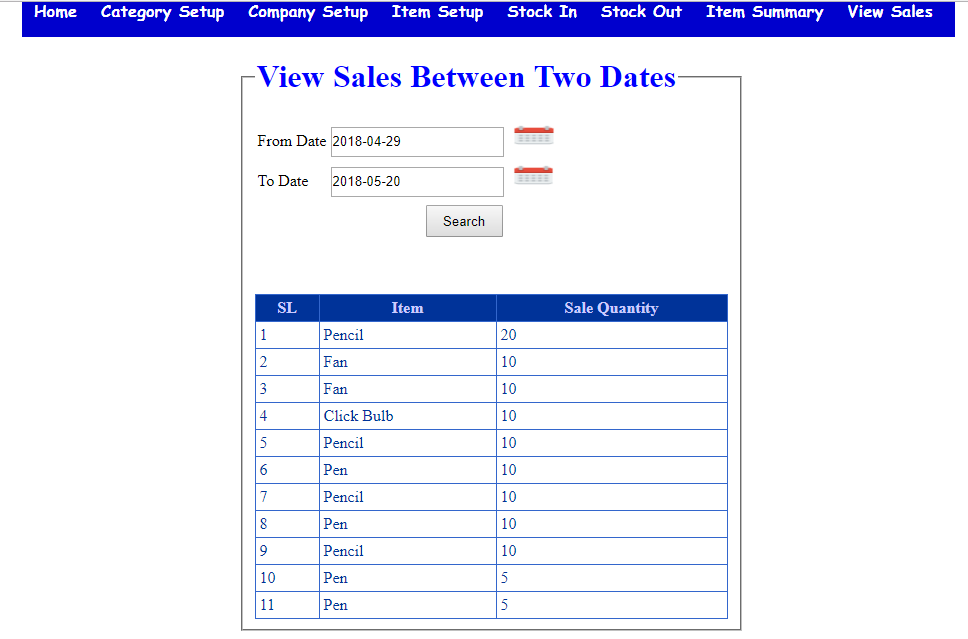 Home Category Setup Company Setup Item Setup Stock In Stock Out Item Summary View Sales
View Sales Between Two Dates
From Date 2018-04-29
To Date 2018-05-20
Search
SL Item Sale Quantity
1 Pencil 20
2 Fan 10
3 Fan 10
4 Click Bulb 10
5 Pencil 10
6 Pen 10
7 Pencil 10
8 Pen 10
9 Pencil 10
10 Pen 5
11 Pen 5